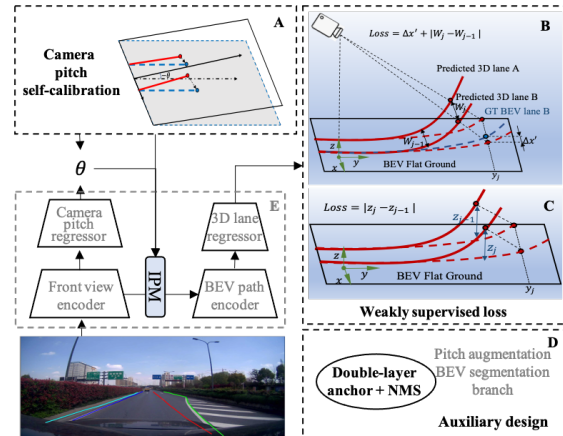 A
Camera
pitch
self-calibration
−θ
θ
E
Camera
pitch
regressor
3D lane
regressor
Front view
encoder
IPM
BEV path
encoder
B
Loss = Δx′ + |Wj − Wj−1|
Predicted 3D lane A
Predicted 3D lane B
GT BEV lane B
Wj
Wj−1
Δx′
z
y
x
BEV Flat Ground
yj
C
Loss = |zj − zj−1|
zj−1
zj
z
y
x
BEV Flat Ground
yj
Weakly supervised loss
D
Double-layer
anchor + NMS
Pitch augmentation
BEV segmentation
branch
Auxiliary design